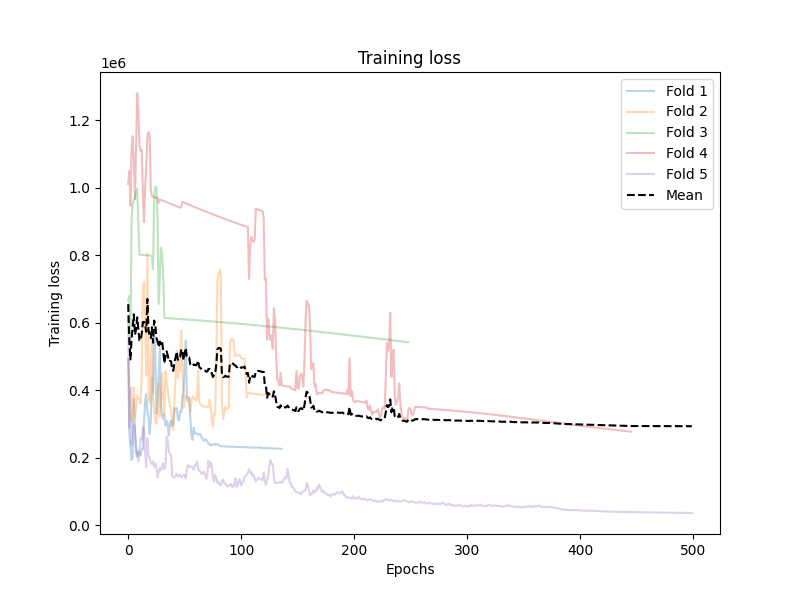 Training loss
1e6
Fold 1
Fold 2
Fold 3
Fold 4
Fold 5
Mean
1.2
1.0
0.8
0.6
0.4
0.2
0.0
Training loss
0 100 200 300 400 500
Epochs